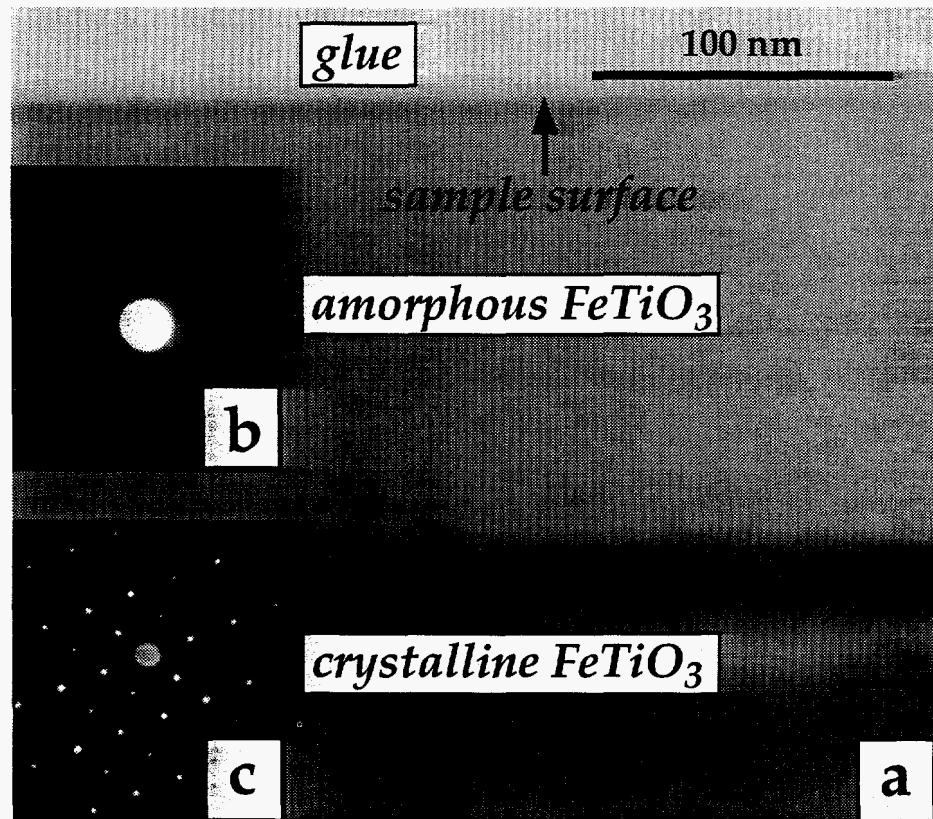 glue
100 nm
sample surface
amorphous FeTiO₃
b
crystalline FeTiO₃
c
a